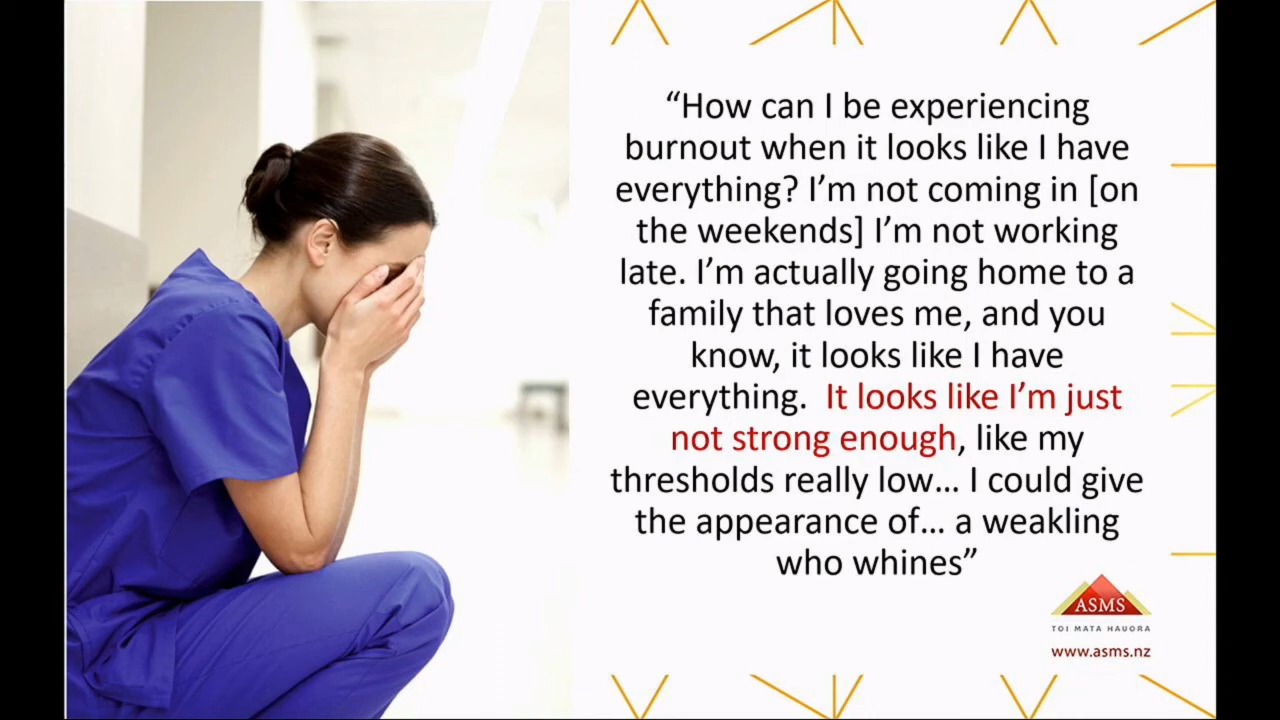 “How can I be experiencing
burnout when it looks like I have
everything? I’m not coming in [on
the weekends] I’m not working
late. I’m actually going home to a
family that loves me, and you
know, it looks like I have
everything.  It looks like I’m just
not strong enough, like my
thresholds really low… I could give
the appearance of… a weakling
who whines”
ASMS
TOI MATA HAUORA
www.asms.nz